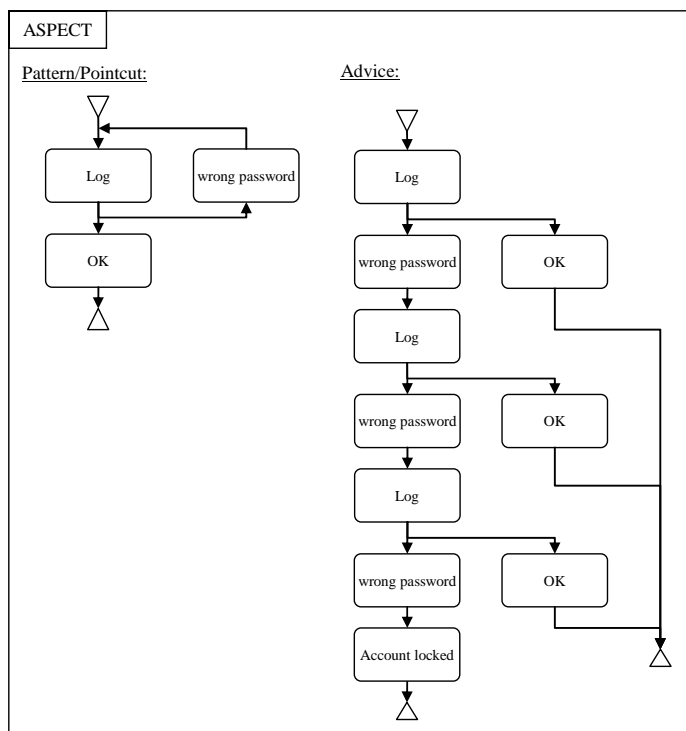 ASPECT
Pattern/Pointcut:
Log
wrong password
OK
Advice:
Log
wrong password
OK
Log
wrong password
OK
Log
wrong password
OK
Account locked